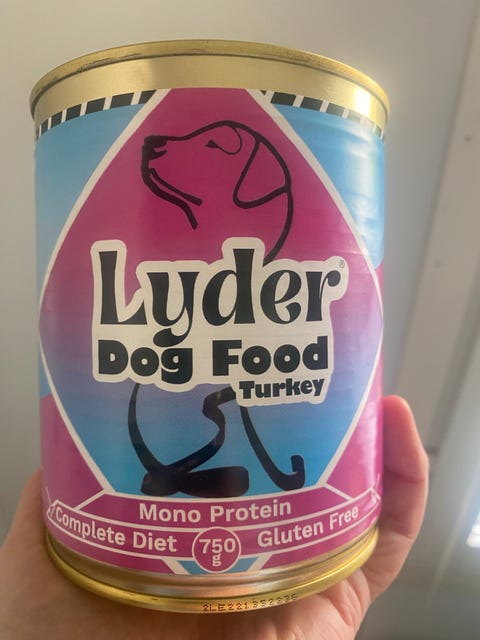 Lyder®
Dog Food
Turkey
Mono Protein
Complete Diet
750
g
Gluten Free